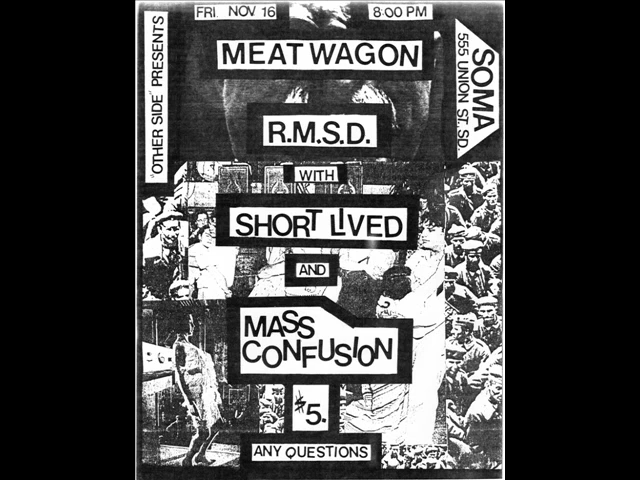 FRI. NOV 16
8:00 PM
"OTHER SIDE" PRESENTS
MEAT WAGON
SOMA
555 UNION ST. SD.
R.M.S.D.
WITH
SHORT LIVED
AND
MASS
CONFUSION
$5.
ANY QUESTIONS